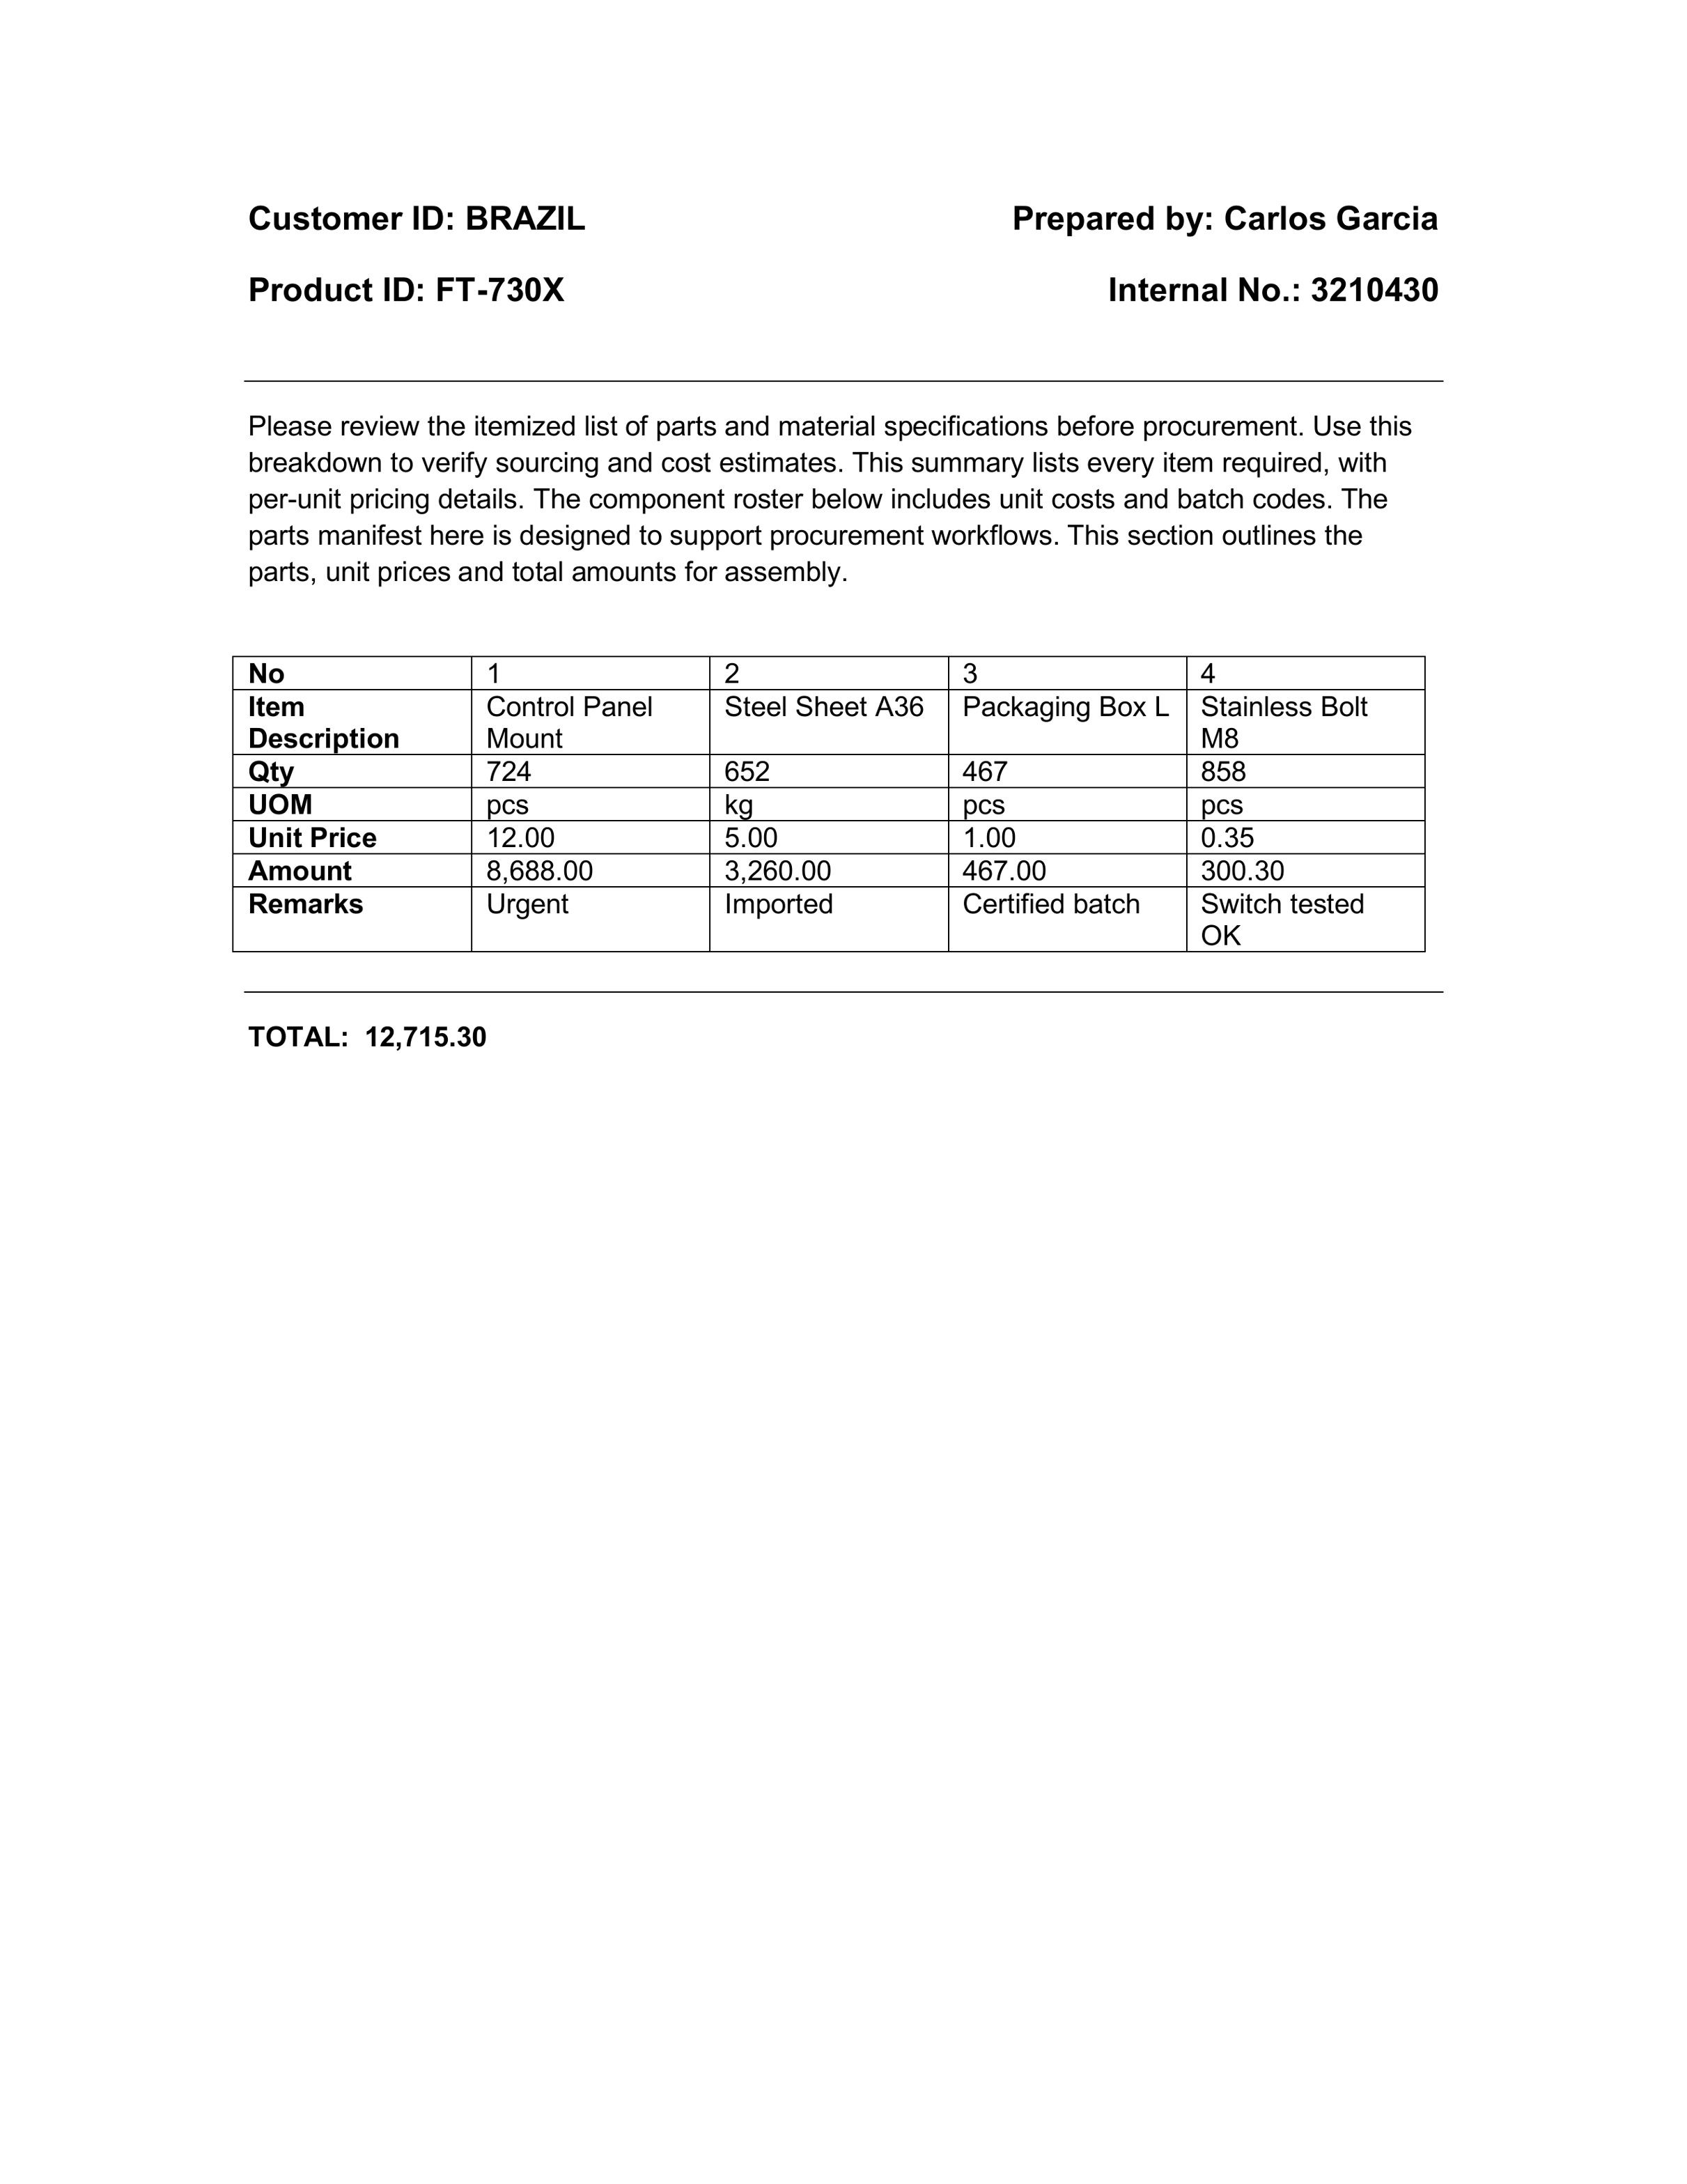 Customer ID: BRAZIL Prepared by: Carlos Garcia
Product ID: FT-730X Internal No.: 3210430
Please review the itemized list of parts and material specifications before procurement. Use this
breakdown to verify sourcing and cost estimates. This summary lists every item required, with
per-unit pricing details. The component roster below includes unit costs and batch codes. The
parts manifest here is designed to support procurement workflows. This section outlines the
parts, unit prices and total amounts for assembly.
No 1 2 3 4
Item Control Panel Steel Sheet A36 Packaging Box L Stainless Bolt
Description Mount M8
Qty 724 652 467 858
UOM pcs kg pcs pcs
Unit Price 12.00 5.00 1.00 0.35
Amount 8,688.00 3,260.00 467.00 300.30
Remarks Urgent Imported Certified batch Switch tested
OK
TOTAL: 12,715.30